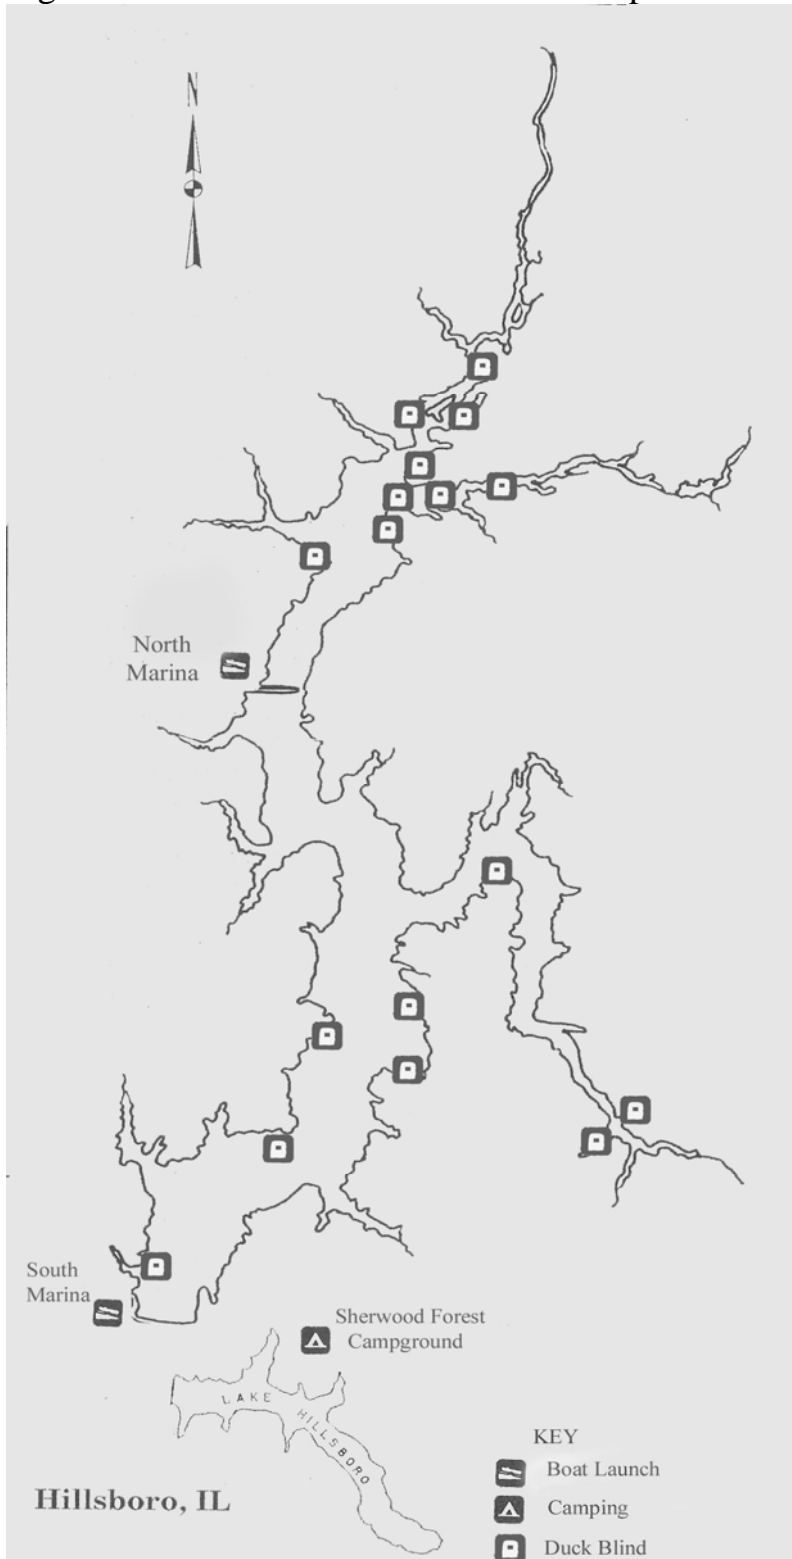 N
North
Marina
South
Marina
Sherwood Forest
Campground
LAKE HILLSBORO
Hillsboro, IL
KEY
Boat Launch
Camping
Duck Blind